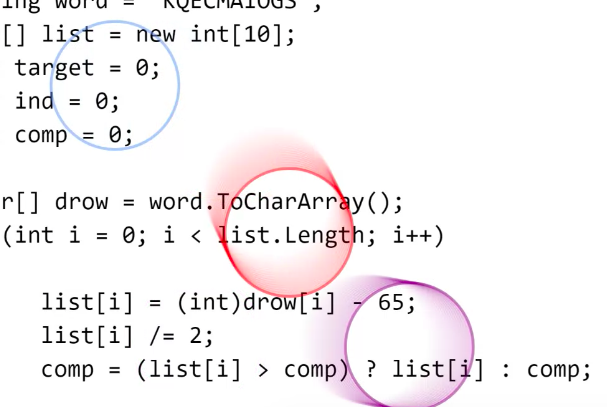 ing word = "KQECMAIOGS";
[] list = new int[10];
target = 0;
ind = 0;
comp = 0;
r[] drow = word.ToCharArray();
(int i = 0; i < list.Length; i++)
list[i] = (int)drow[i] - 65;
list[i] /= 2;
comp = (list[i] > comp) ? list[i] : comp;